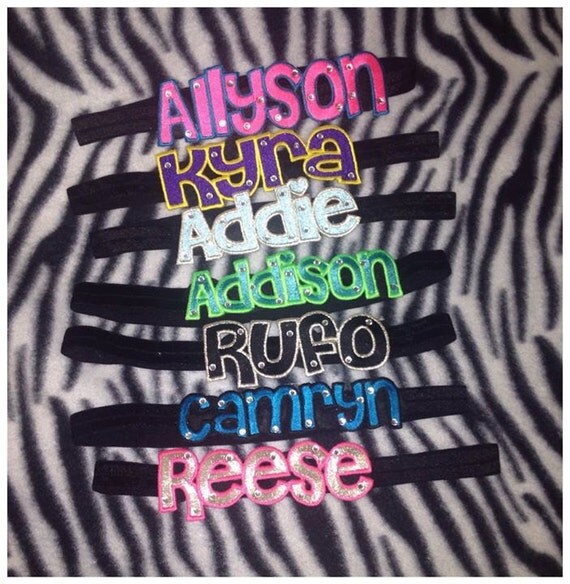 Allyson
Kyra
Addie
Addison
RUFO
Camryn
Reese